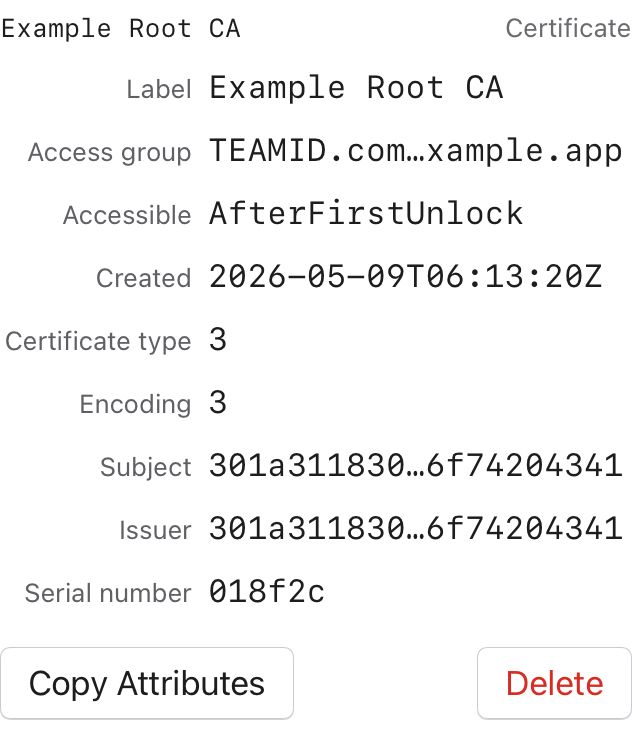 Example Root CA Certificate
Label Example Root CA
Access group TEAMID.com…xample.app
Accessible AfterFirstUnlock
Created 2026-05-09T06:13:20Z
Certificate type 3
Encoding 3
Subject 301a311830…6f74204341
Issuer 301a311830…6f74204341
Serial number 018f2c
Copy Attributes Delete